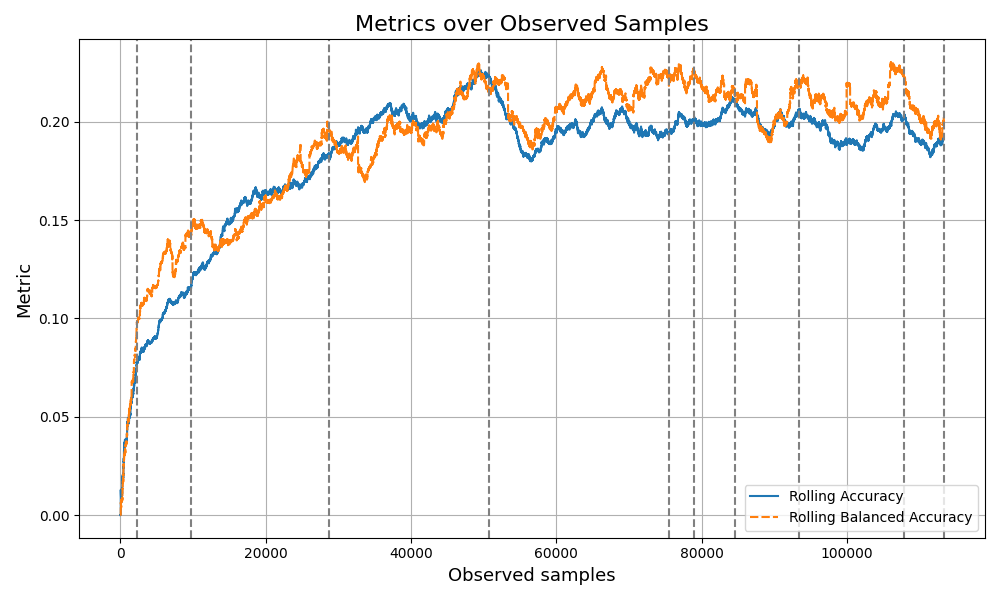 Metrics over Observed Samples
Metric
0.20
0.15
0.10
0.05
0.00
0
20000
40000
60000
80000
100000
Observed samples
Rolling Accuracy
Rolling Balanced Accuracy